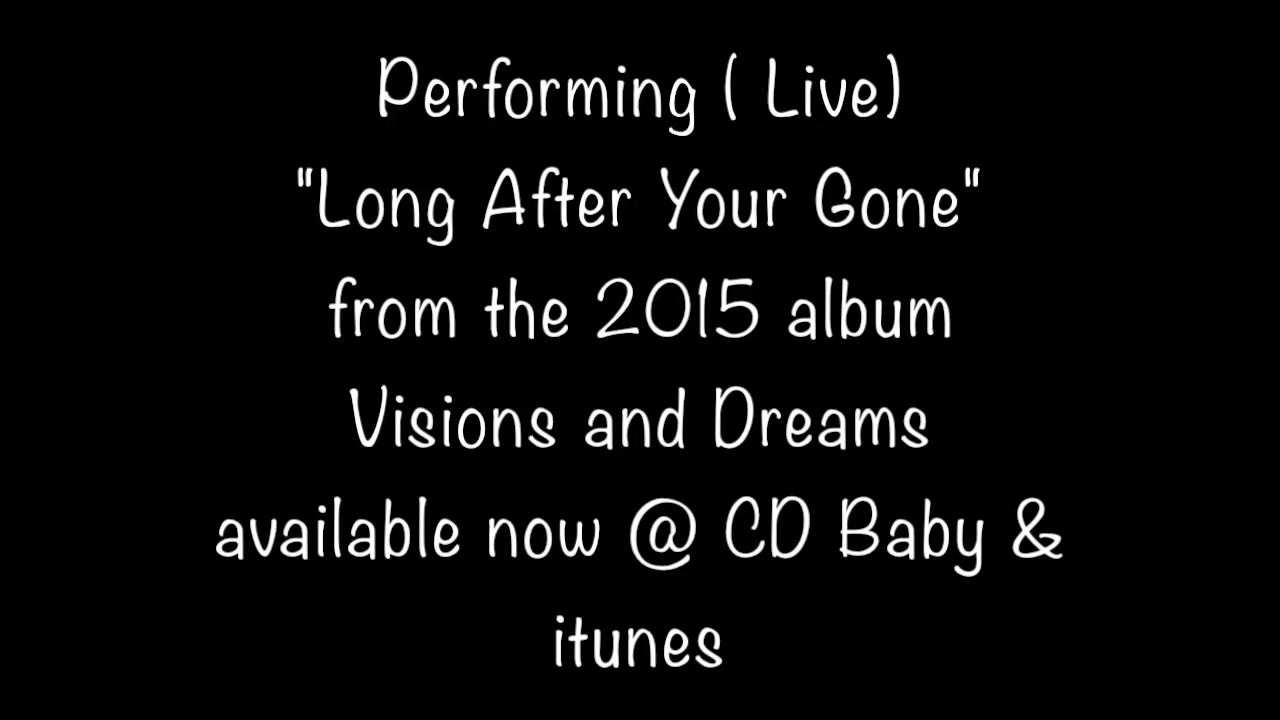 Performing ( Live)
"Long After Your Gone"
from the 2015 album
Visions and Dreams
available now @ CD Baby &
itunes